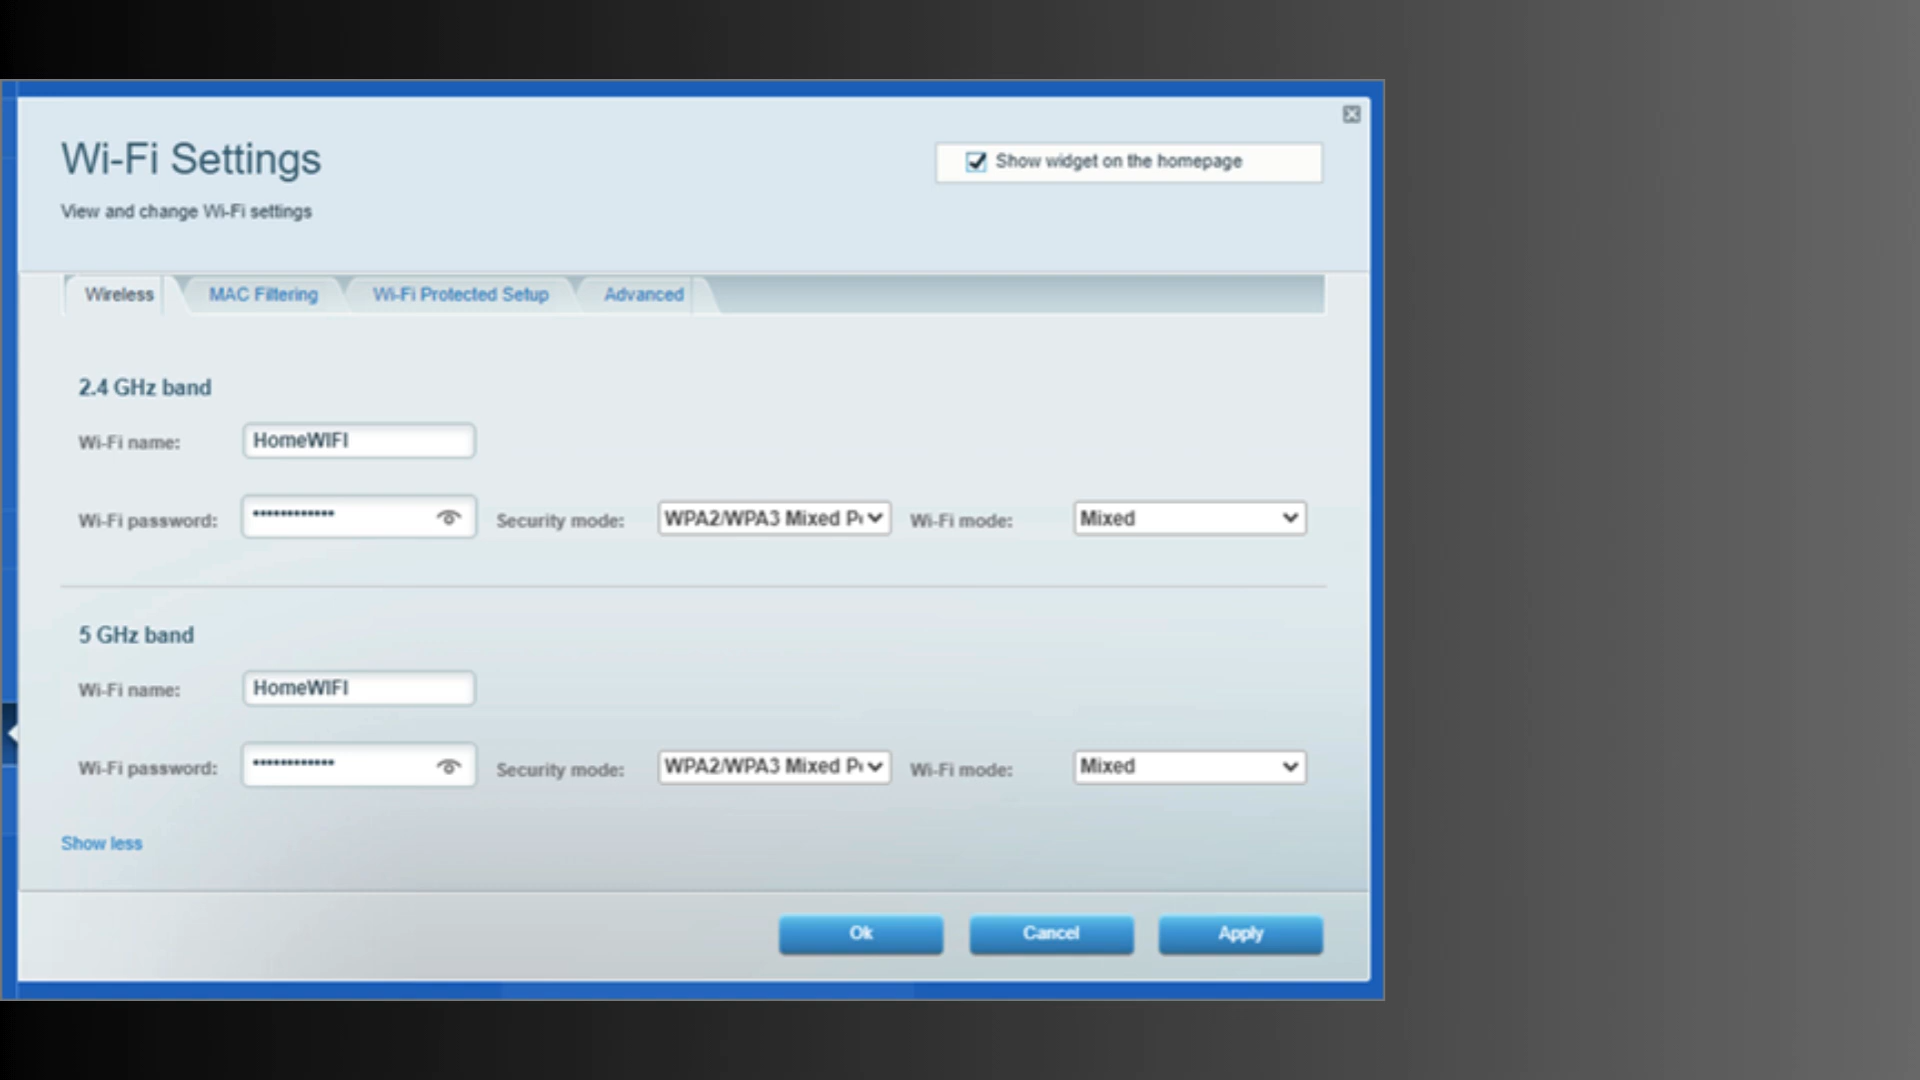 Wi-Fi Settings
Show widget on the homepage
View and change Wi-Fi settings
Wireless MAC Filtering Wi-Fi Protected Setup Advanced
2.4 GHz band
Wi-Fi name: HomeWIFI
Wi-Fi password: •••••••••••• Security mode: WPA2/WPA3 Mixed Wi-Fi mode: Mixed
5 GHz band
Wi-Fi name: HomeWIFI
Wi-Fi password: •••••••••••• Security mode: WPA2/WPA3 Mixed Wi-Fi mode: Mixed
Show less
Ok Cancel Apply